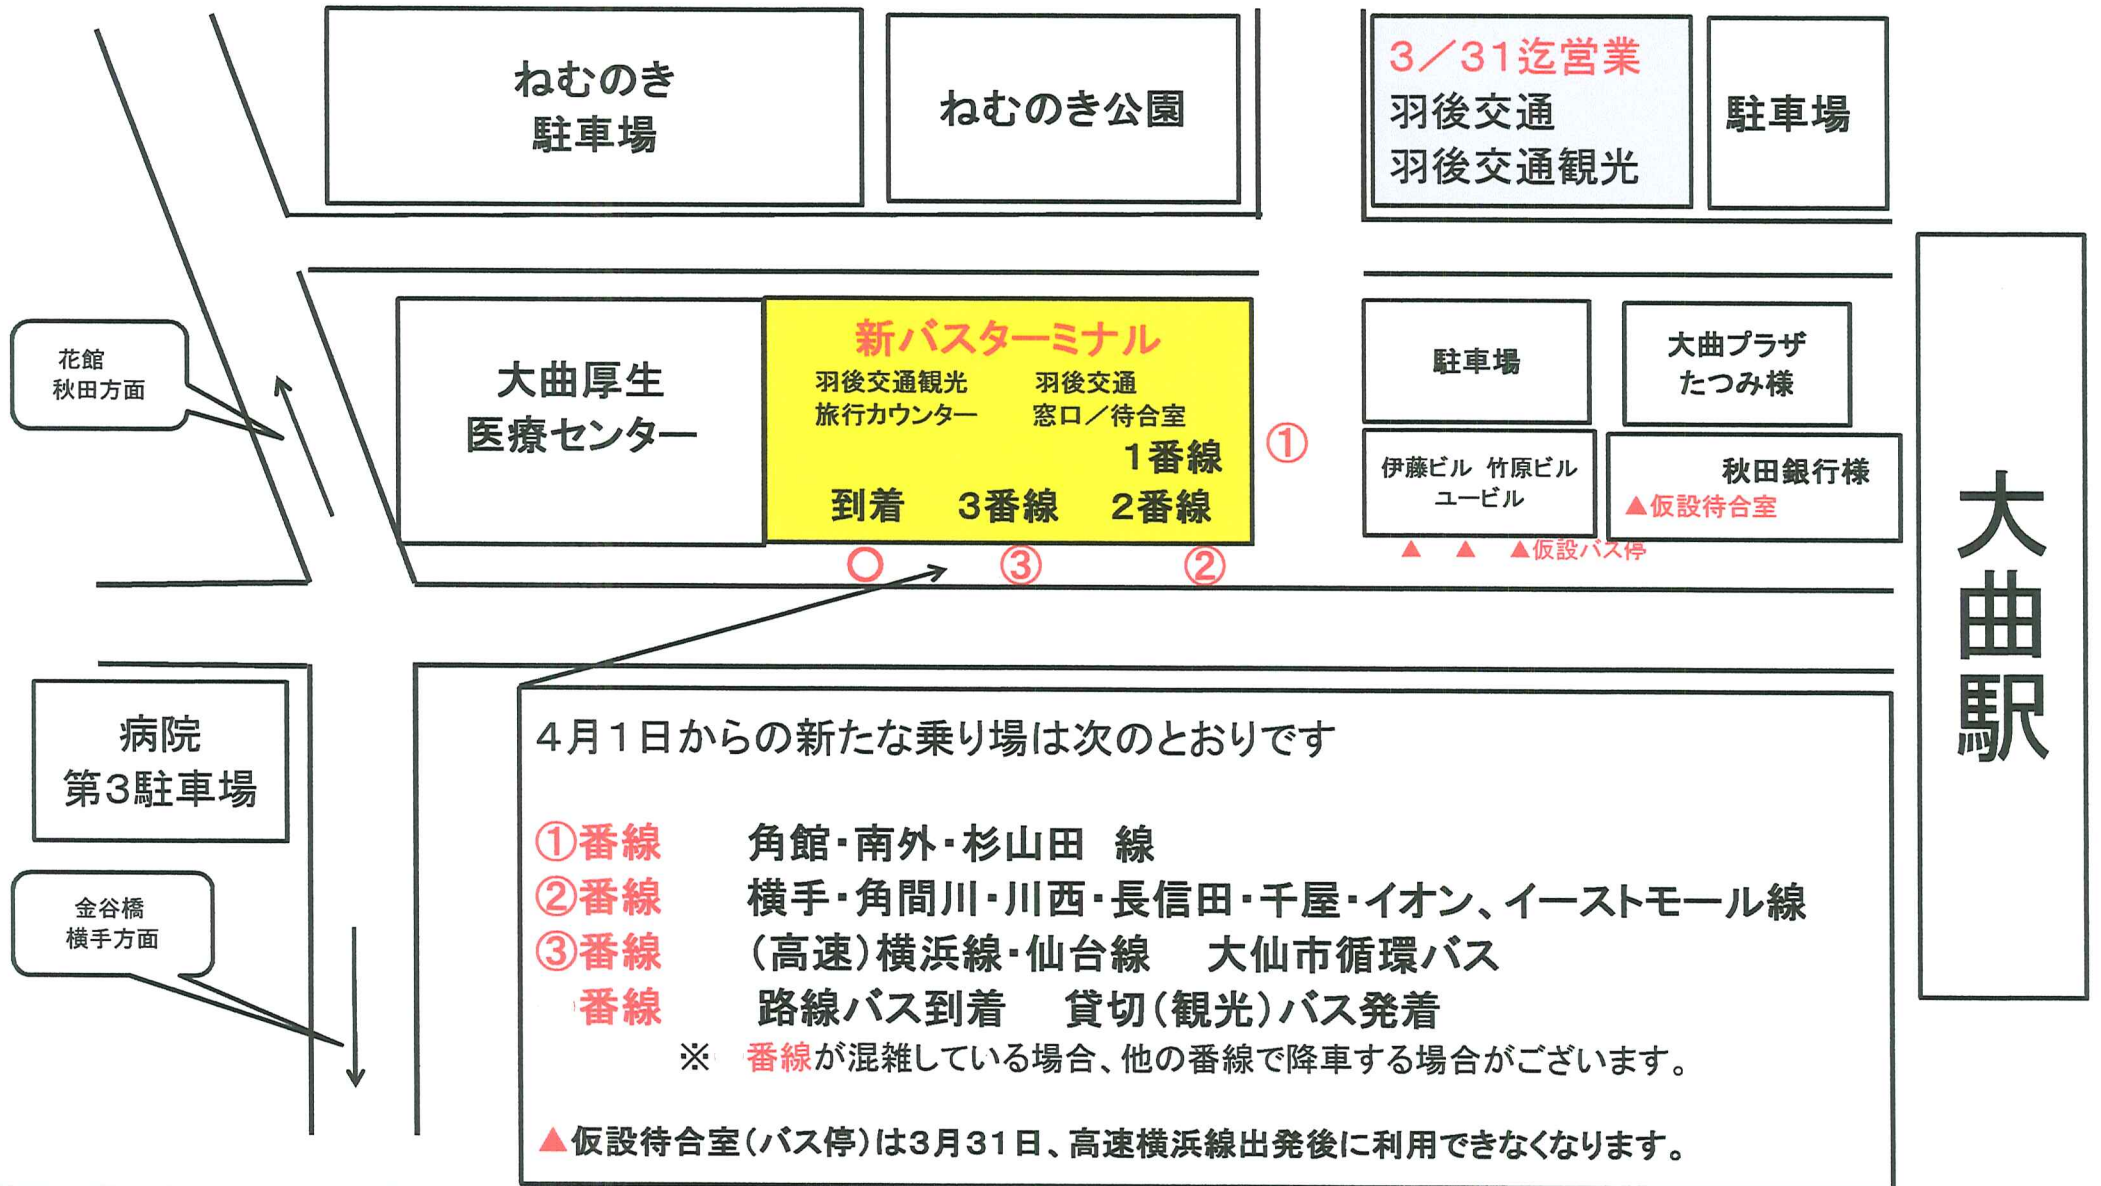 ねむのき
駐車場
ねむのき公園
3／31迄営業
羽後交通
羽後交通観光
駐車場
花館
秋田方面
大曲厚生
医療センター
新バスターミナル
羽後交通観光
旅行カウンター
羽後交通
窓口／待合室
1番線
到着 3番線 2番線
①
○ ③ ②
駐車場
大曲プラザ
たつみ様
伊藤ビル 竹原ビル
ユービル
秋田銀行様
▲仮設待合室
▲ ▲ ▲仮設バス停
大曲駅
病院
第3駐車場
金谷橋
横手方面
4月1日からの新たな乗り場は次のとおりです
①番線 角館・南外・杉山田 線
②番線 横手・角間川・川西・長信田・千屋・イオン、イーストモール線
③番線 （高速）横浜線・仙台線 大仙市循環バス
番線 路線バス到着 貸切（観光）バス発着
※ 番線が混雑している場合、他の番線で降車する場合がございます。
▲仮設待合室（バス停）は3月31日、高速横浜線出発後に利用できなくなります。